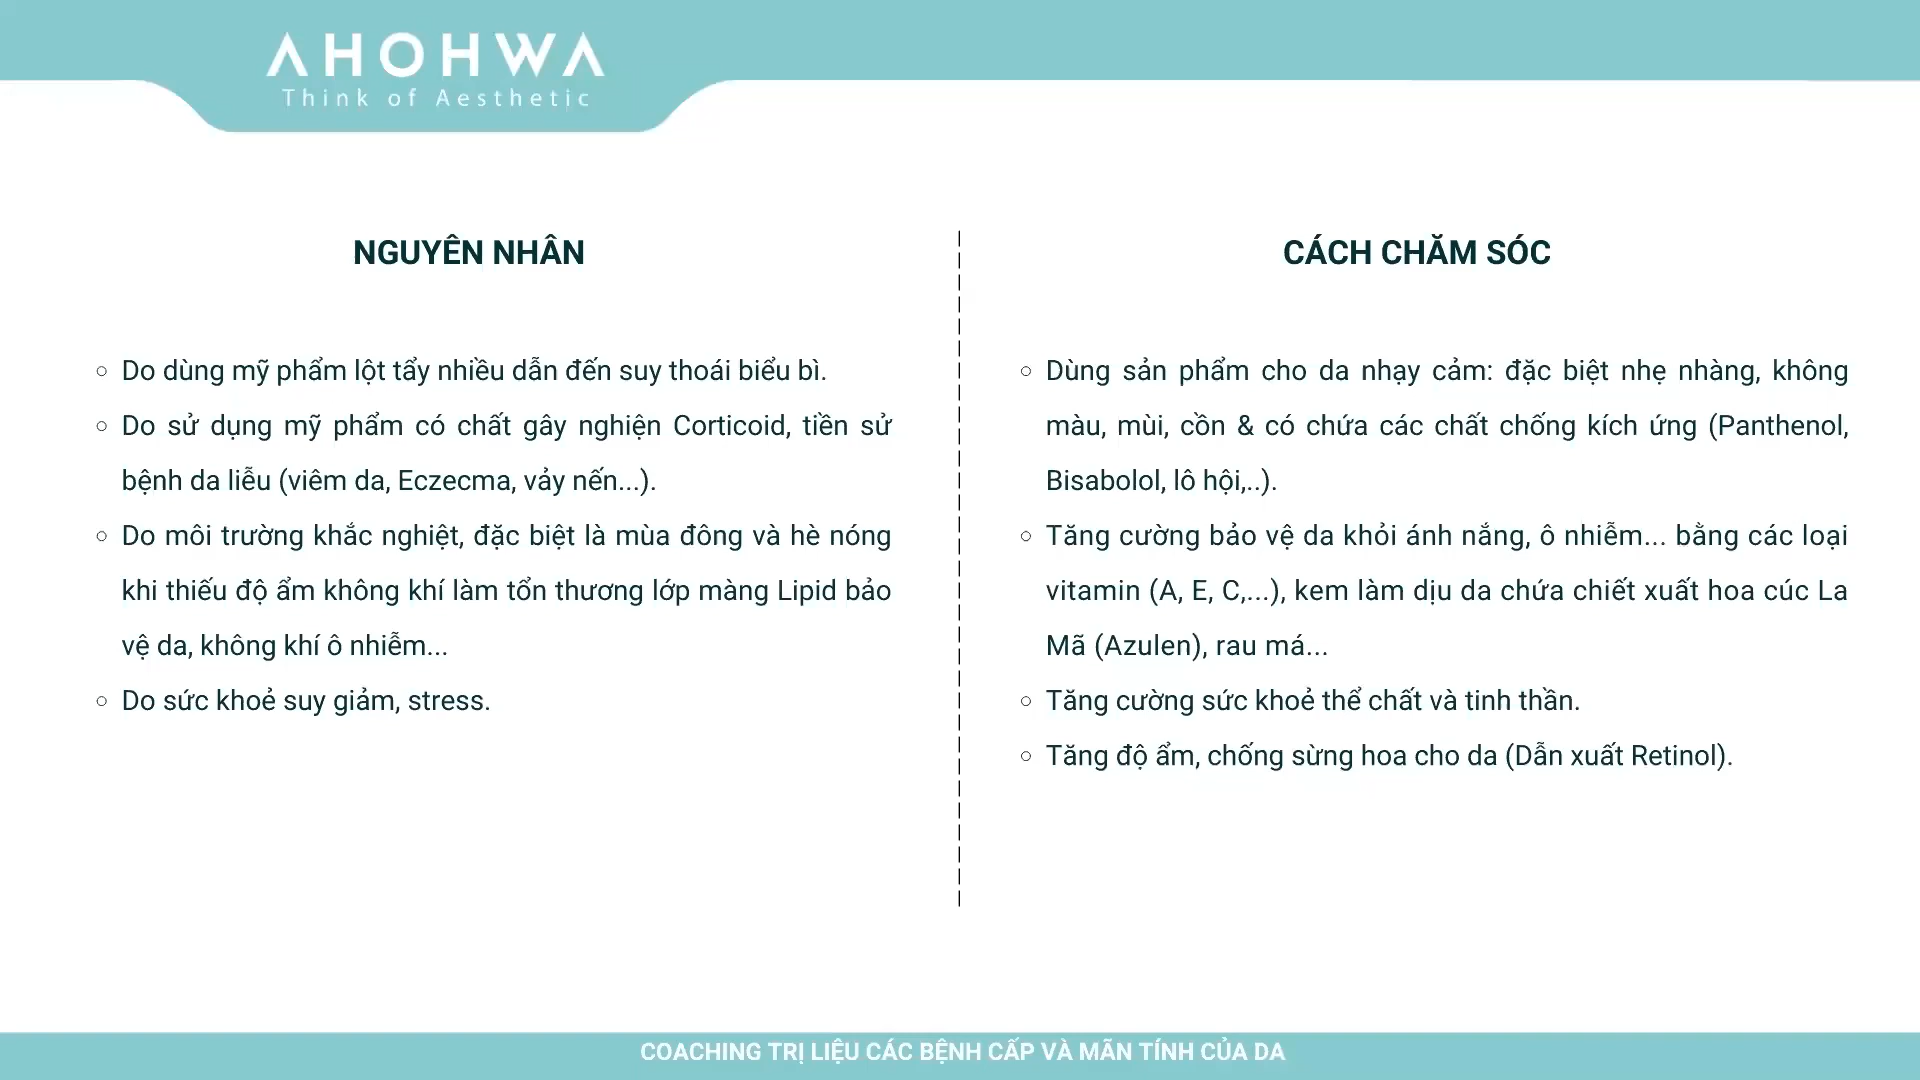 AHOHWA
Think of Aesthetic
NGUYÊN NHÂN
Do dùng mỹ phẩm lột tẩy nhiều dẫn đến suy thoái biểu bì.
Do sử dụng mỹ phẩm có chất gây nghiện Corticoid, tiền sử
bệnh da liễu (viêm da, Eczecma, vảy nến...).
Do môi trường khắc nghiệt, đặc biệt là mùa đông và hè nóng
khi thiếu độ ẩm không khí làm tổn thương lớp màng Lipid bảo
vệ da, không khí ô nhiễm...
Do sức khoẻ suy giảm, stress.
CÁCH CHĂM SÓC
Dùng sản phẩm cho da nhạy cảm: đặc biệt nhẹ nhàng, không
màu, mùi, cồn & có chứa các chất chống kích ứng (Panthenol,
Bisabolol, lô hội,..).
Tăng cường bảo vệ da khỏi ánh nắng, ô nhiễm... bằng các loại
vitamin (A, E, C,...), kem làm dịu da chứa chiết xuất hoa cúc La
Mã (Azulen), rau má...
Tăng cường sức khoẻ thể chất và tinh thần.
Tăng độ ẩm, chống sừng hoa cho da (Dẫn xuất Retinol).
COACHING TRỊ LIỆU CÁC BỆNH CẤP VÀ MÃN TÍNH CỦA DA